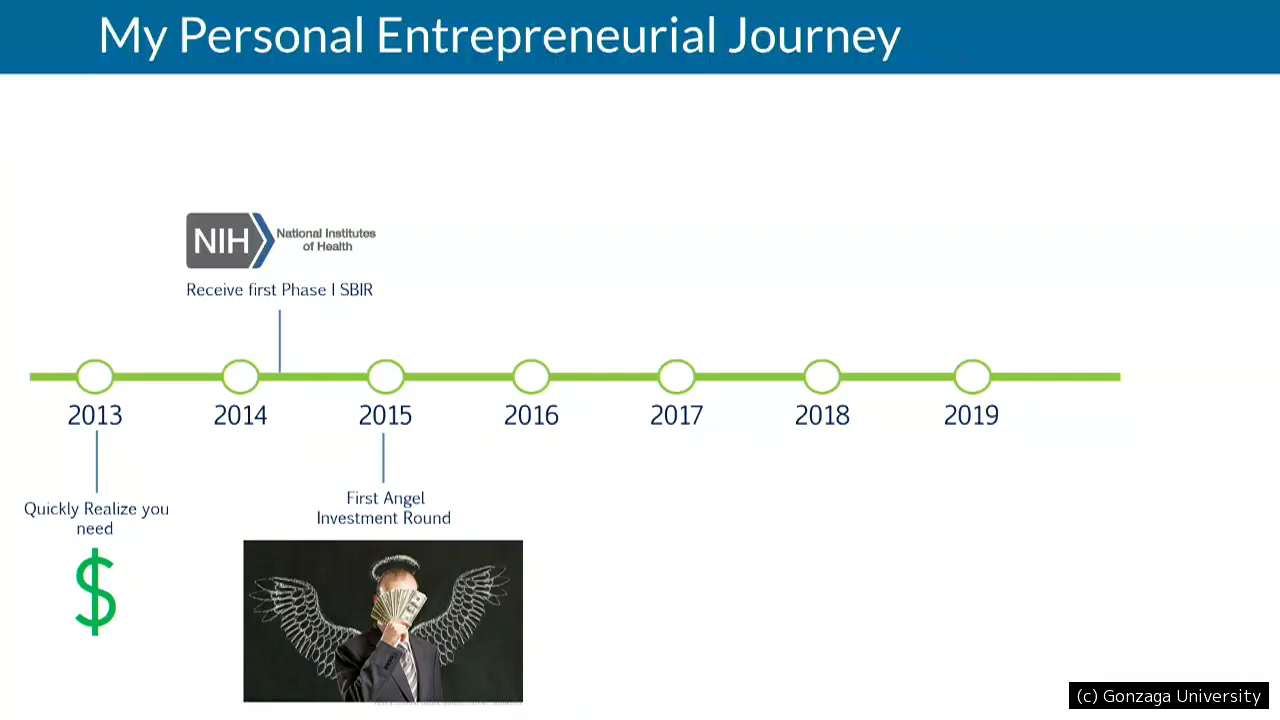 My Personal Entrepreneurial Journey
NIH
National Institutes
of Health
Receive first Phase I SBIR
2013
2014
2015
2016
2017
2018
2019
Quickly Realize you
need
$
First Angel
Investment Round
(c) Gonzaga University